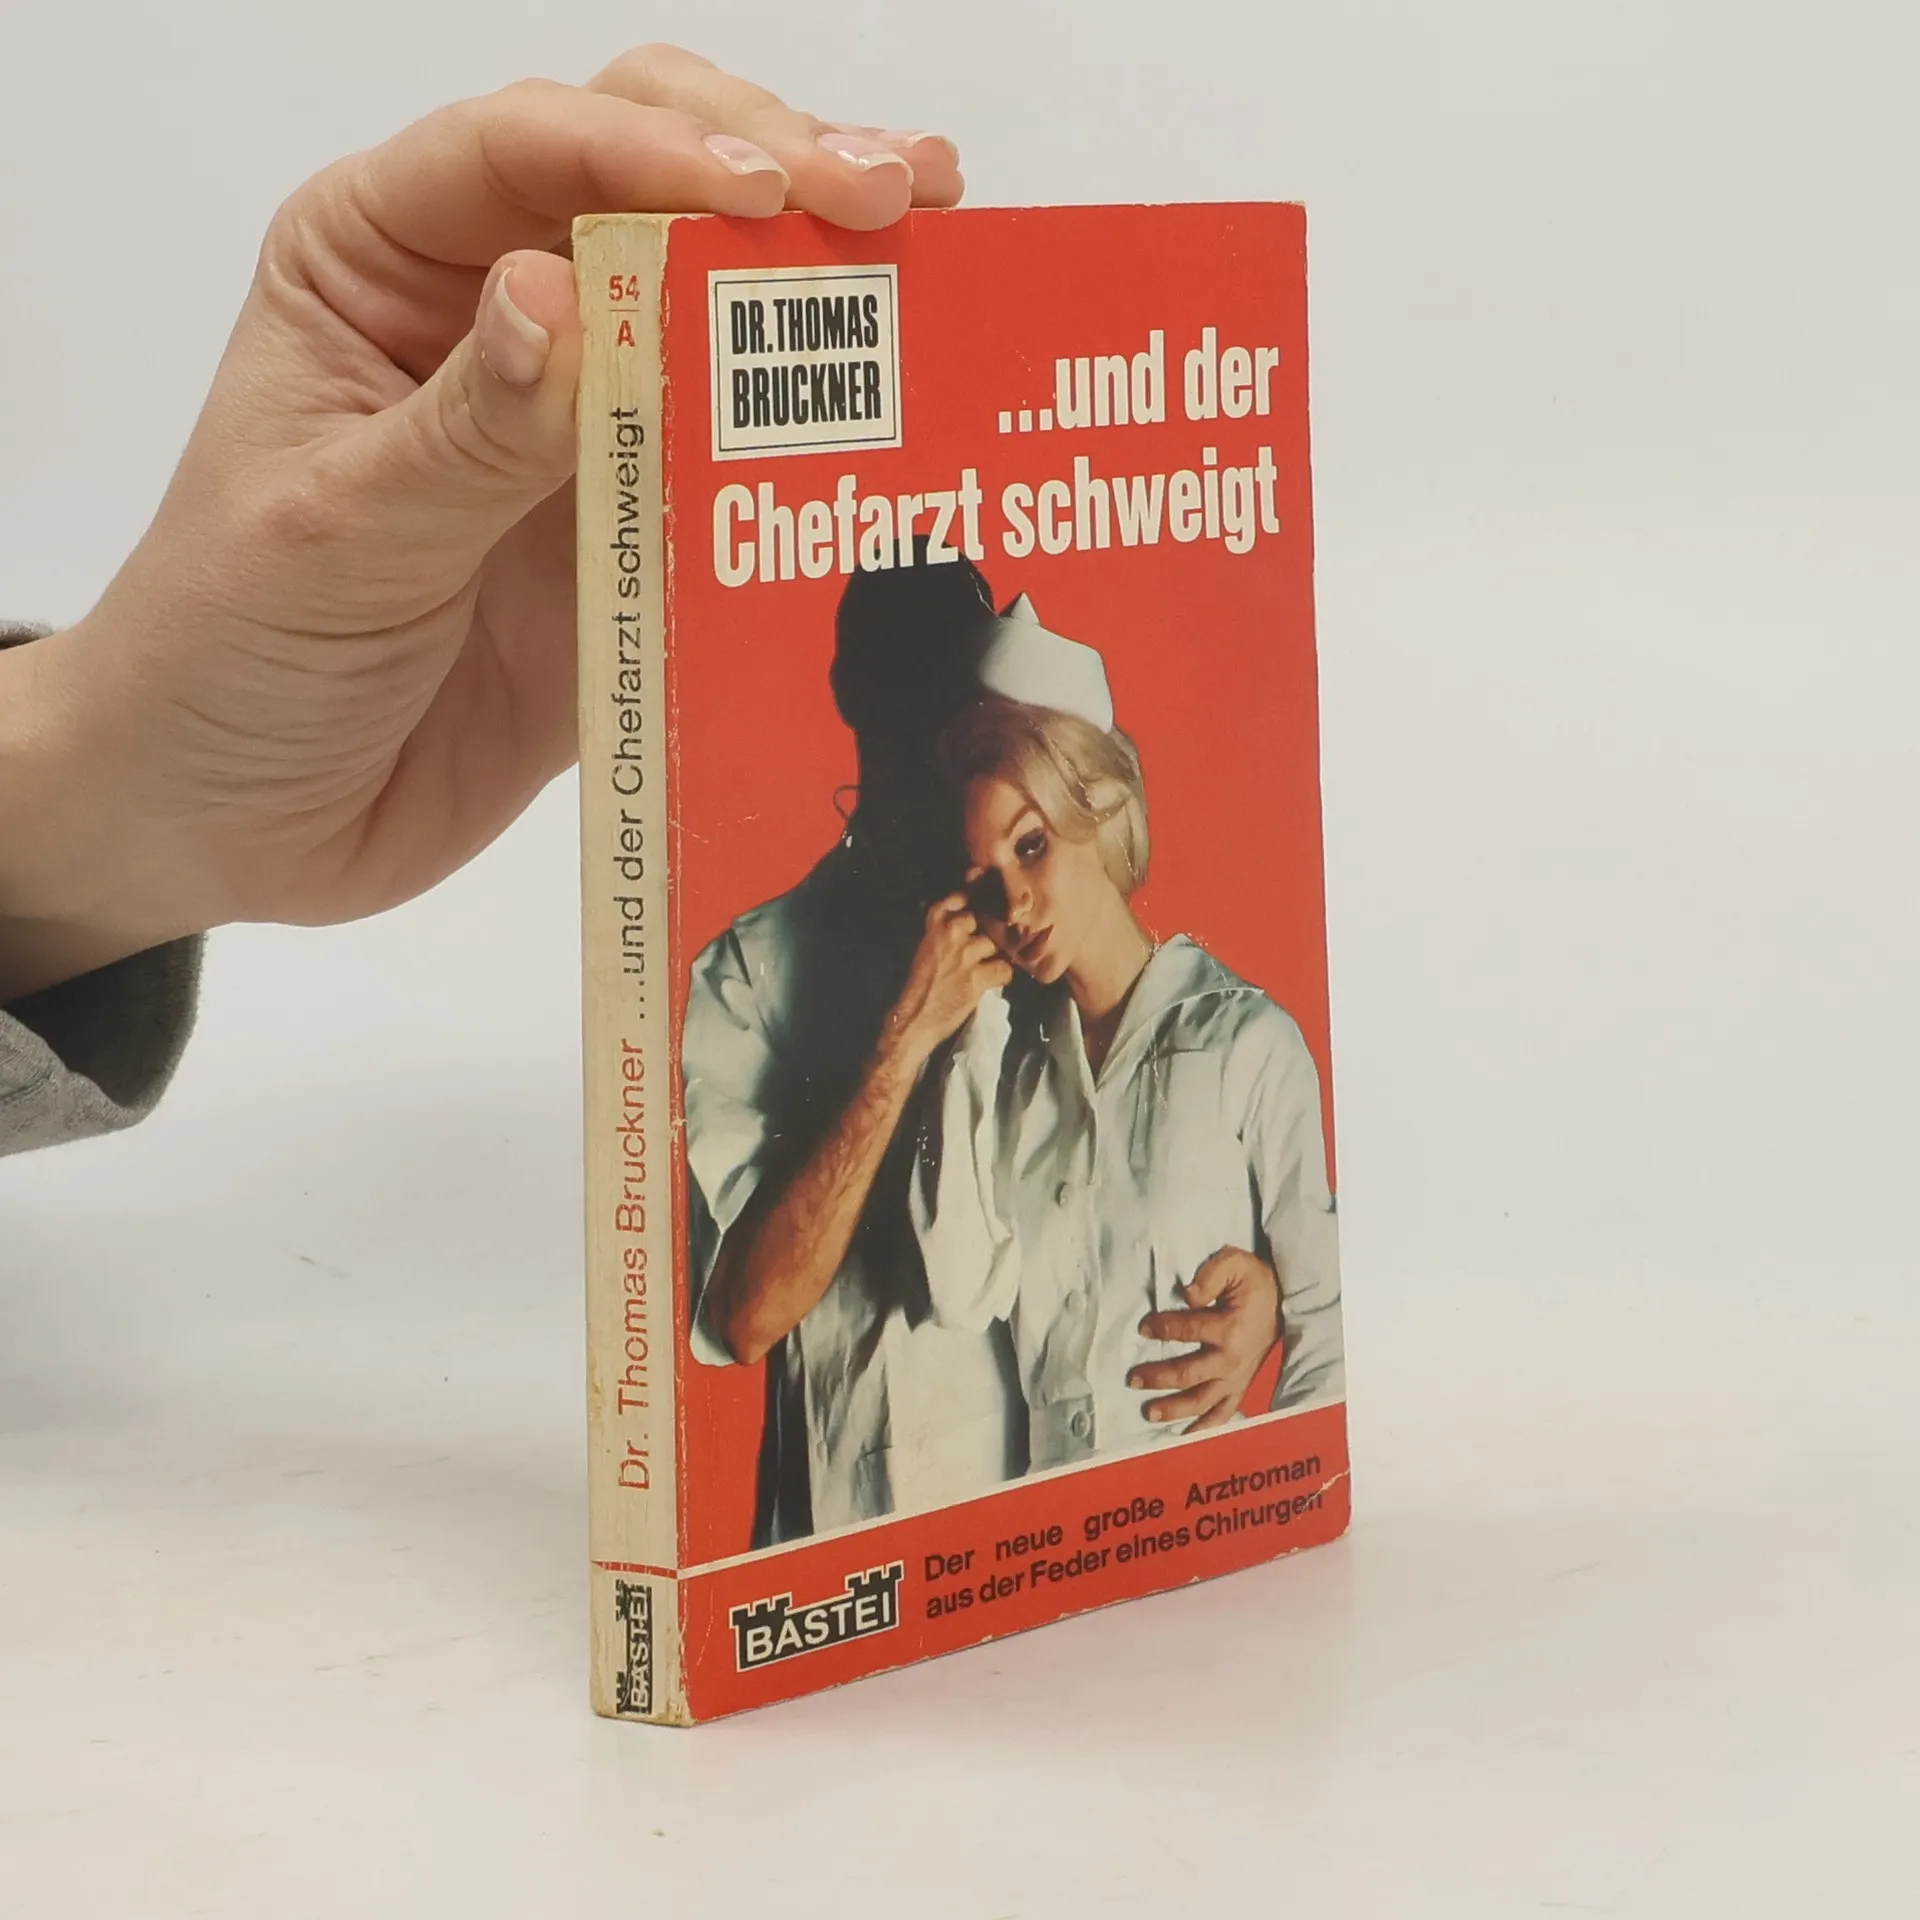 54
A
Dr. Thomas Bruckner ...und der Chefarzt schweigt
BASTEI
DR. THOMAS
BRUCKNER
...und der
Chefarzt schweigt
Der neue große Arztroman
aus der Feder eines Chirurgen
BASTEI